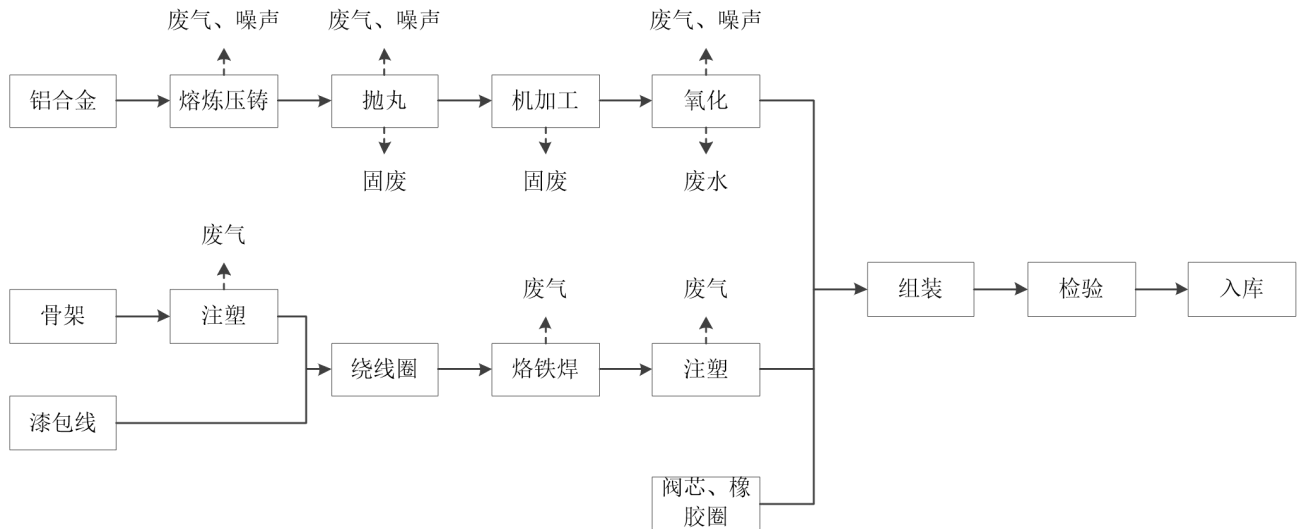 废气、噪声
废气、噪声
废气、噪声
铝合金
熔炼压铸
抛丸
机加工
氧化
固废
固废
废水
废气
骨架
注塑
废气
废气
组装
检验
入库
绕线圈
烙铁焊
注塑
漆包线
阀芯、橡
胶圈